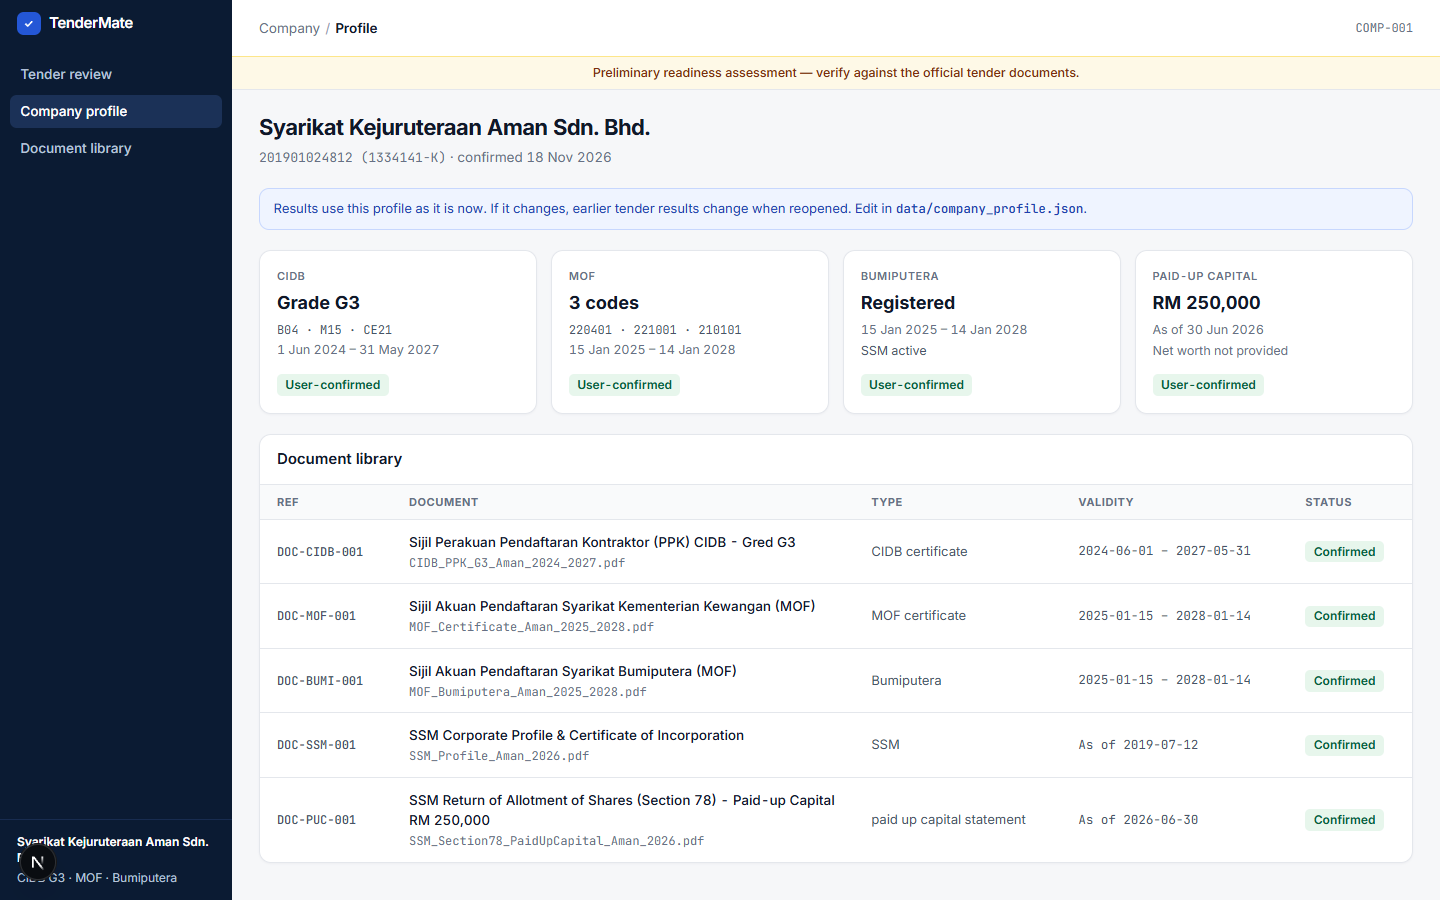 TenderMate
Tender review
Company profile
Document library
Company / Profile
COMP-001
Preliminary readiness assessment — verify against the official tender documents.
Syarikat Kejuruteraan Aman Sdn. Bhd.
201901024812 (1334141-K) · confirmed 18 Nov 2026
Results use this profile as it is now. If it changes, earlier tender results change when reopened. Edit in data/company_profile.json.
CIDB
Grade G3
B04 · M15 · CE21
1 Jun 2024 – 31 May 2027
User-confirmed
MOF
3 codes
220401 · 221001 · 210101
15 Jan 2025 – 14 Jan 2028
User-confirmed
BUMIPUTERA
Registered
15 Jan 2025 – 14 Jan 2028
SSM active
User-confirmed
PAID-UP CAPITAL
RM 250,000
As of 30 Jun 2026
Net worth not provided
User-confirmed
Document library
REF DOCUMENT TYPE VALIDITY STATUS
DOC-CIDB-001 Sijil Perakuan Pendaftaran Kontraktor (PPK) CIDB - Gred G3 CIDB certificate 2024-06-01 – 2027-05-31 Confirmed
CIDB_PPK_G3_Aman_2024_2027.pdf
DOC-MOF-001 Sijil Akuan Pendaftaran Syarikat Kementerian Kewangan (MOF) MOF certificate 2025-01-15 – 2028-01-14 Confirmed
MOF_Certificate_Aman_2025_2028.pdf
DOC-BUMI-001 Sijil Akuan Pendaftaran Syarikat Bumiputera (MOF) Bumiputera 2025-01-15 – 2028-01-14 Confirmed
MOF_Bumiputera_Aman_2025_2028.pdf
DOC-SSM-001 SSM Corporate Profile & Certificate of Incorporation SSM As of 2019-07-12 Confirmed
SSM_Profile_Aman_2026.pdf
DOC-PUC-001 SSM Return of Allotment of Shares (Section 78) - Paid-up Capital paid up capital statement As of 2026-06-30 Confirmed
RM 250,000
SSM_Section78_PaidUpCapital_Aman_2026.pdf
Syarikat Kejuruteraan Aman Sdn.
N
G3 · MOF · Bumiputera